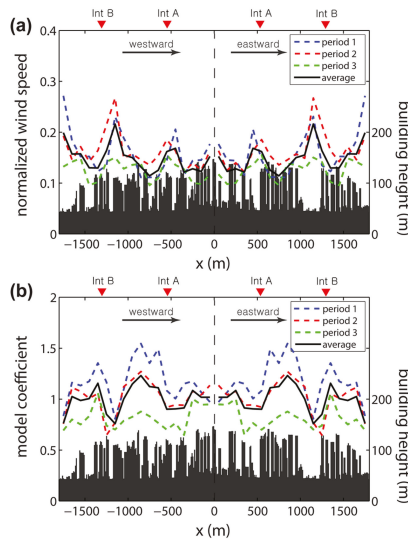 Int B Int A Int A Int B
(a)
westward eastward
period 1
period 2
period 3
average
normalized wind speed
0.4
0.3
0.2
0.1
0
building height (m)
200
100
0
−1500 −1000 −500 0 500 1000 1500
x (m)
Int B Int A Int A Int B
(b)
westward eastward
period 1
period 2
period 3
average
model coefficient
2
1.5
1
0.5
0
building height (m)
200
100
0
−1500 −1000 −500 0 500 1000 1500
x (m)